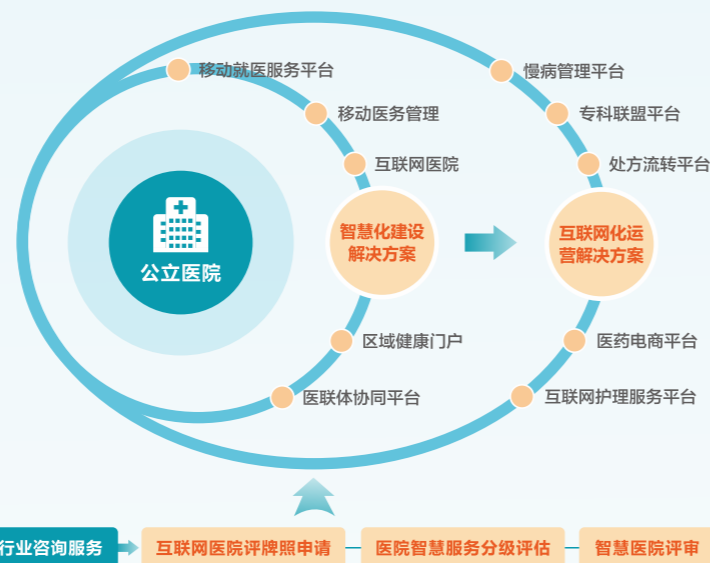 移动就医服务平台
移动医务管理
互联网医院
公立医院
智慧化建设
解决方案
区域健康门户
医联体协同平台
慢病管理平台
专科联盟平台
处方流转平台
互联网化运
营解决方案
医药电商平台
互联网护理服务平台
行业咨询服务
互联网医院评牌照申请
医院智慧服务分级评估
智慧医院评审